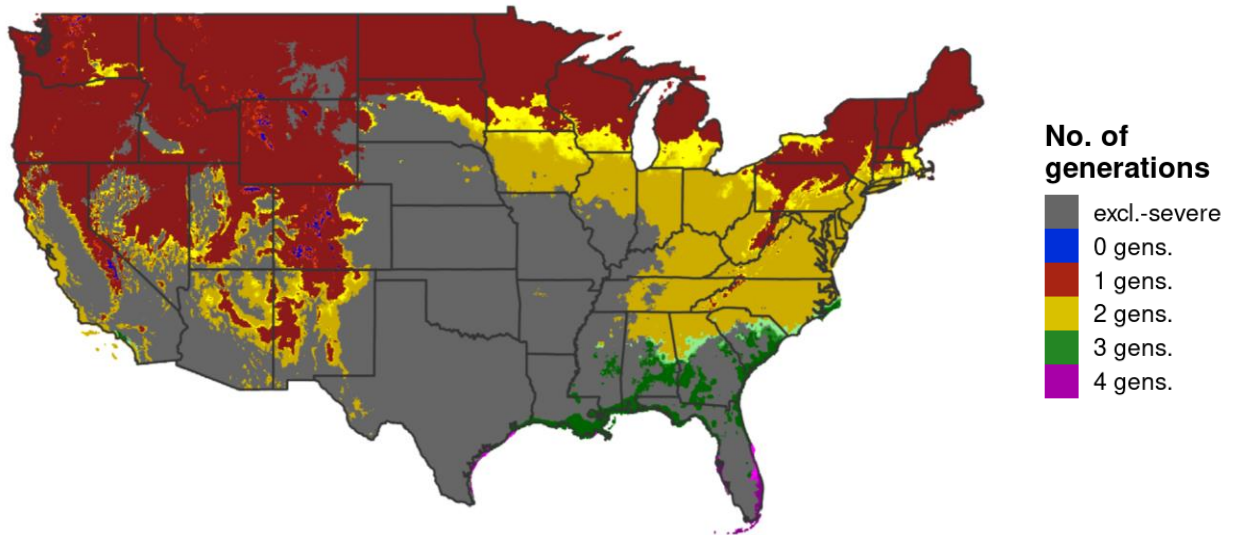 No. of
generations
excl.-severe
0 gens.
1 gens.
2 gens.
3 gens.
4 gens.